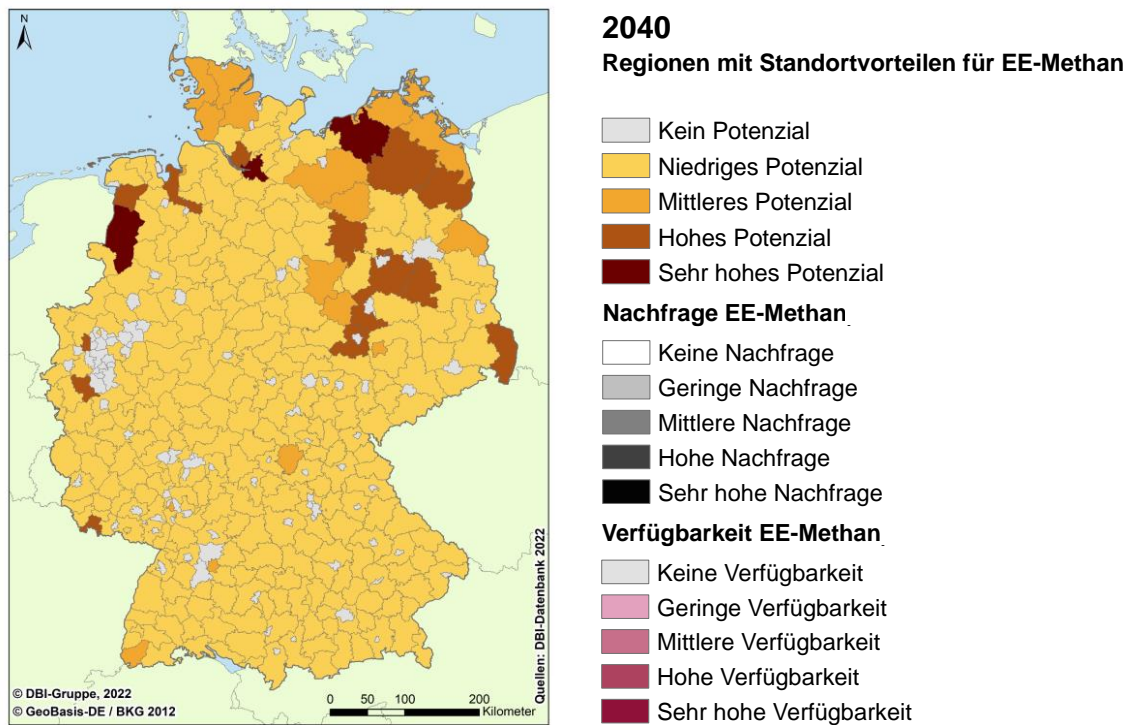 N
© DBI-Gruppe, 2022
© GeoBasis-DE / BKG 2012
0 50 100 200
Kilometer
Quellen: DBI-Datenbank 2022
2040
Regionen mit Standortvorteilen für EE-Methan
Kein Potenzial
Niedriges Potenzial
Mittleres Potenzial
Hohes Potenzial
Sehr hohes Potenzial
Nachfrage EE-Methan
Keine Nachfrage
Geringe Nachfrage
Mittlere Nachfrage
Hohe Nachfrage
Sehr hohe Nachfrage
Verfügbarkeit EE-Methan
Keine Verfügbarkeit
Geringe Verfügbarkeit
Mittlere Verfügbarkeit
Hohe Verfügbarkeit
Sehr hohe Verfügbarkeit